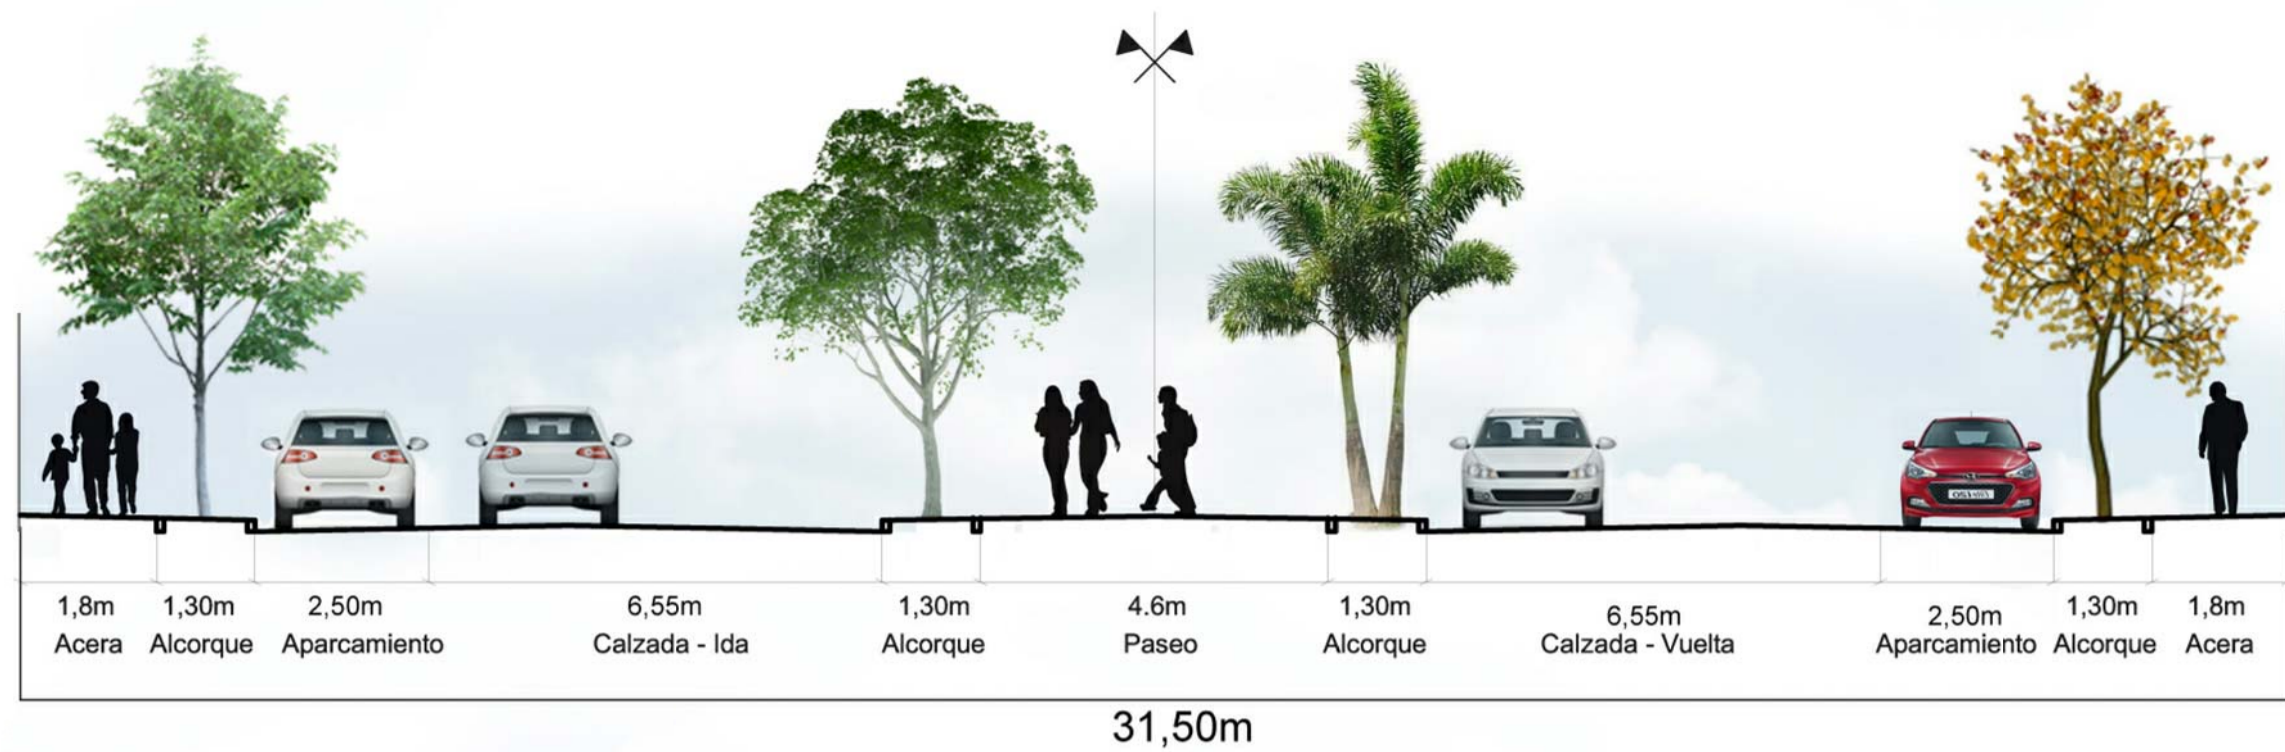 1,8m
Acera
1,30m
Alcorque
2,50m
Aparcamiento
6,55m
Calzada - Ida
1,30m
Alcorque
4.6m
Paseo
1,30m
Alcorque
6,55m
Calzada - Vuelta
2,50m
Aparcamiento
1,30m
Alcorque
1,8m
Acera
31,50m